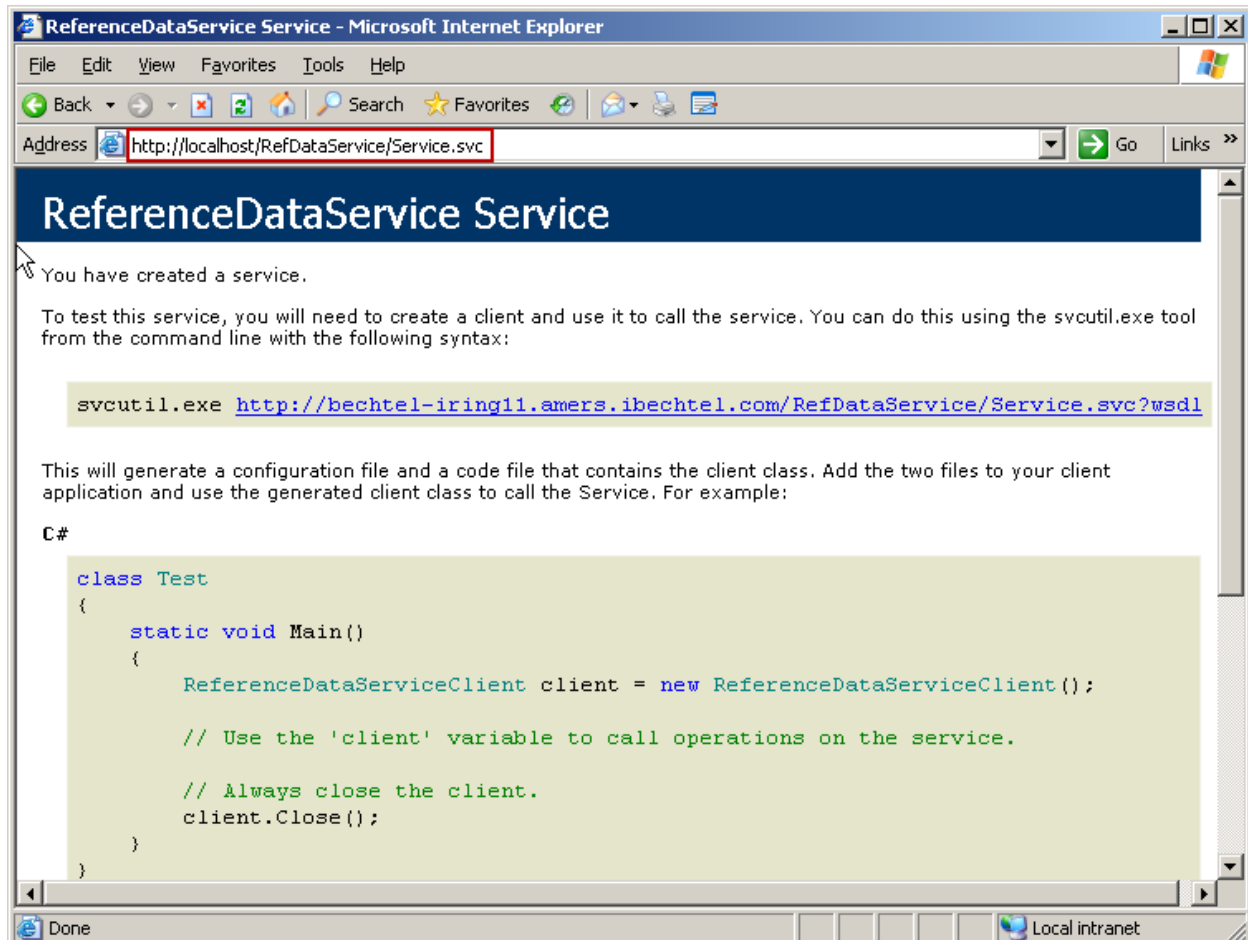 ReferenceDataService Service - Microsoft Internet Explorer
File Edit View Favorites Tools Help
Back Search Favorites
Address http://localhost/RefDataService/Service.svc Go Links »
ReferenceDataService Service
You have created a service.
To test this service, you will need to create a client and use it to call the service. You can do this using the svcutil.exe tool
from the command line with the following syntax:
svcutil.exe http://bechtel-iring11.amers.ibechtel.com/RefDataService/Service.svc?wsdl
This will generate a configuration file and a code file that contains the client class. Add the two files to your client
application and use the generated client class to call the Service. For example:
C#
class Test
{
static void Main()
{
ReferenceDataServiceClient client = new ReferenceDataServiceClient();
// Use the 'client' variable to call operations on the service.
// Always close the client.
client.Close();
}
}
Done Local intranet